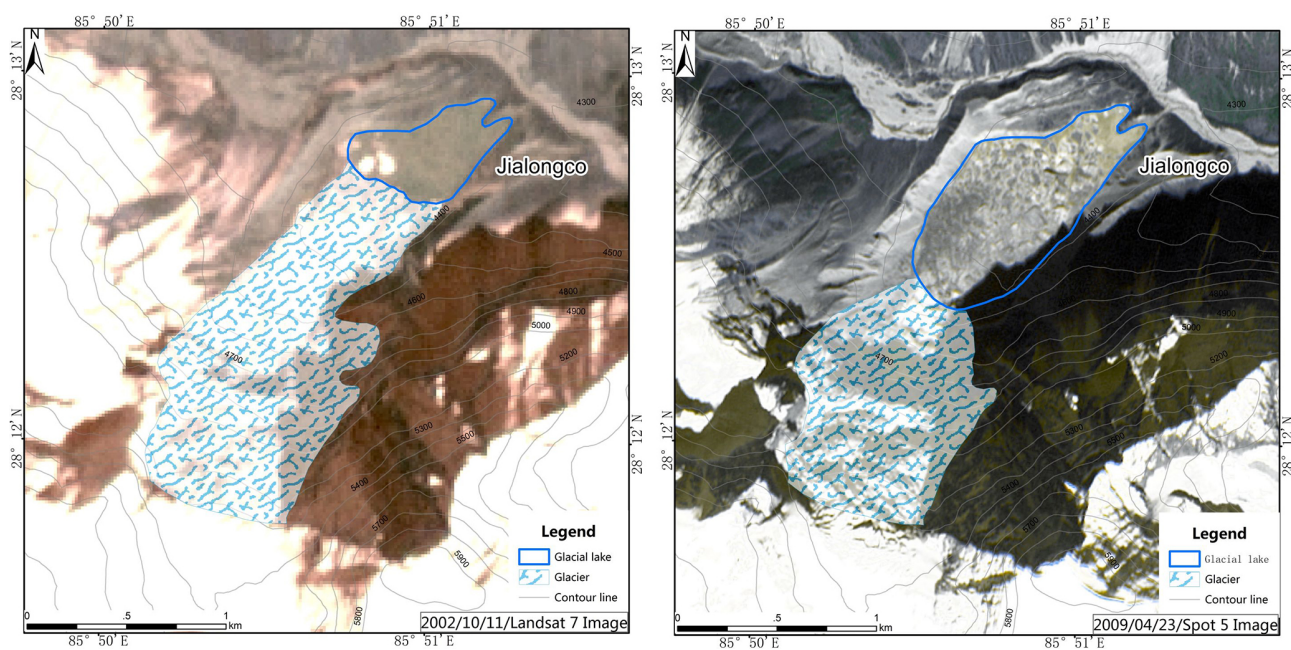 85° 50′ E
85° 51′ E
N
28° 13′ N
4300
Jialongco
4400
4500
4600
4800
4900
5000
5200
4700
28° 12′ N
5300
5500
5400
5700
5900
5800
Legend
Glacial lake
Glacier
Contour line
0 .5 1
km
2002/10/11/Landsat 7 Image
85° 50′ E
85° 51′ E
28° 13′ N
28° 12′ N
85° 50′ E
85° 51′ E
N
28° 13′ N
4300
Jialongco
4400
4900
5000
5200
4700
28° 12′ N
5300
5800
Legend
Glacial lake
Glacier
Contour line
0 .5 1
km
2009/04/23/Spot 5 Image
85° 50′ E
85° 51′ E
28° 13′ N
28° 12′ N